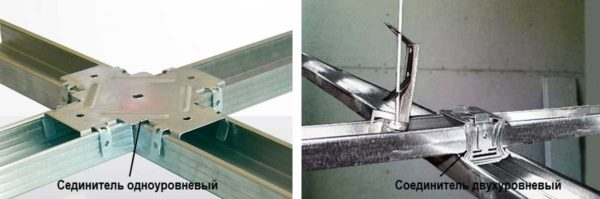 Сединитель одноуровневый
Соединитель двухуровневый